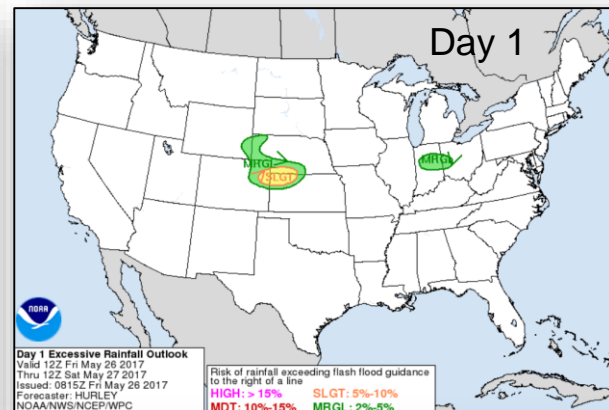 Day 1
MRGL
SLGT
MRGL
NOAA
Day 1 Excessive Rainfall Outlook
Valid 12Z Fri May 26 2017
Thru 12Z Sat May 27 2017
Issued: 0815Z Fri May 26 2017
Forecaster: HURLEY
NOAA/NWS/NCEP/WPC
Risk of rainfall exceeding flash flood guidance
to the right of a line
HIGH: > 15% SLGT: 5%-10%
MDT: 10%-15% MRGL: 2%-5%